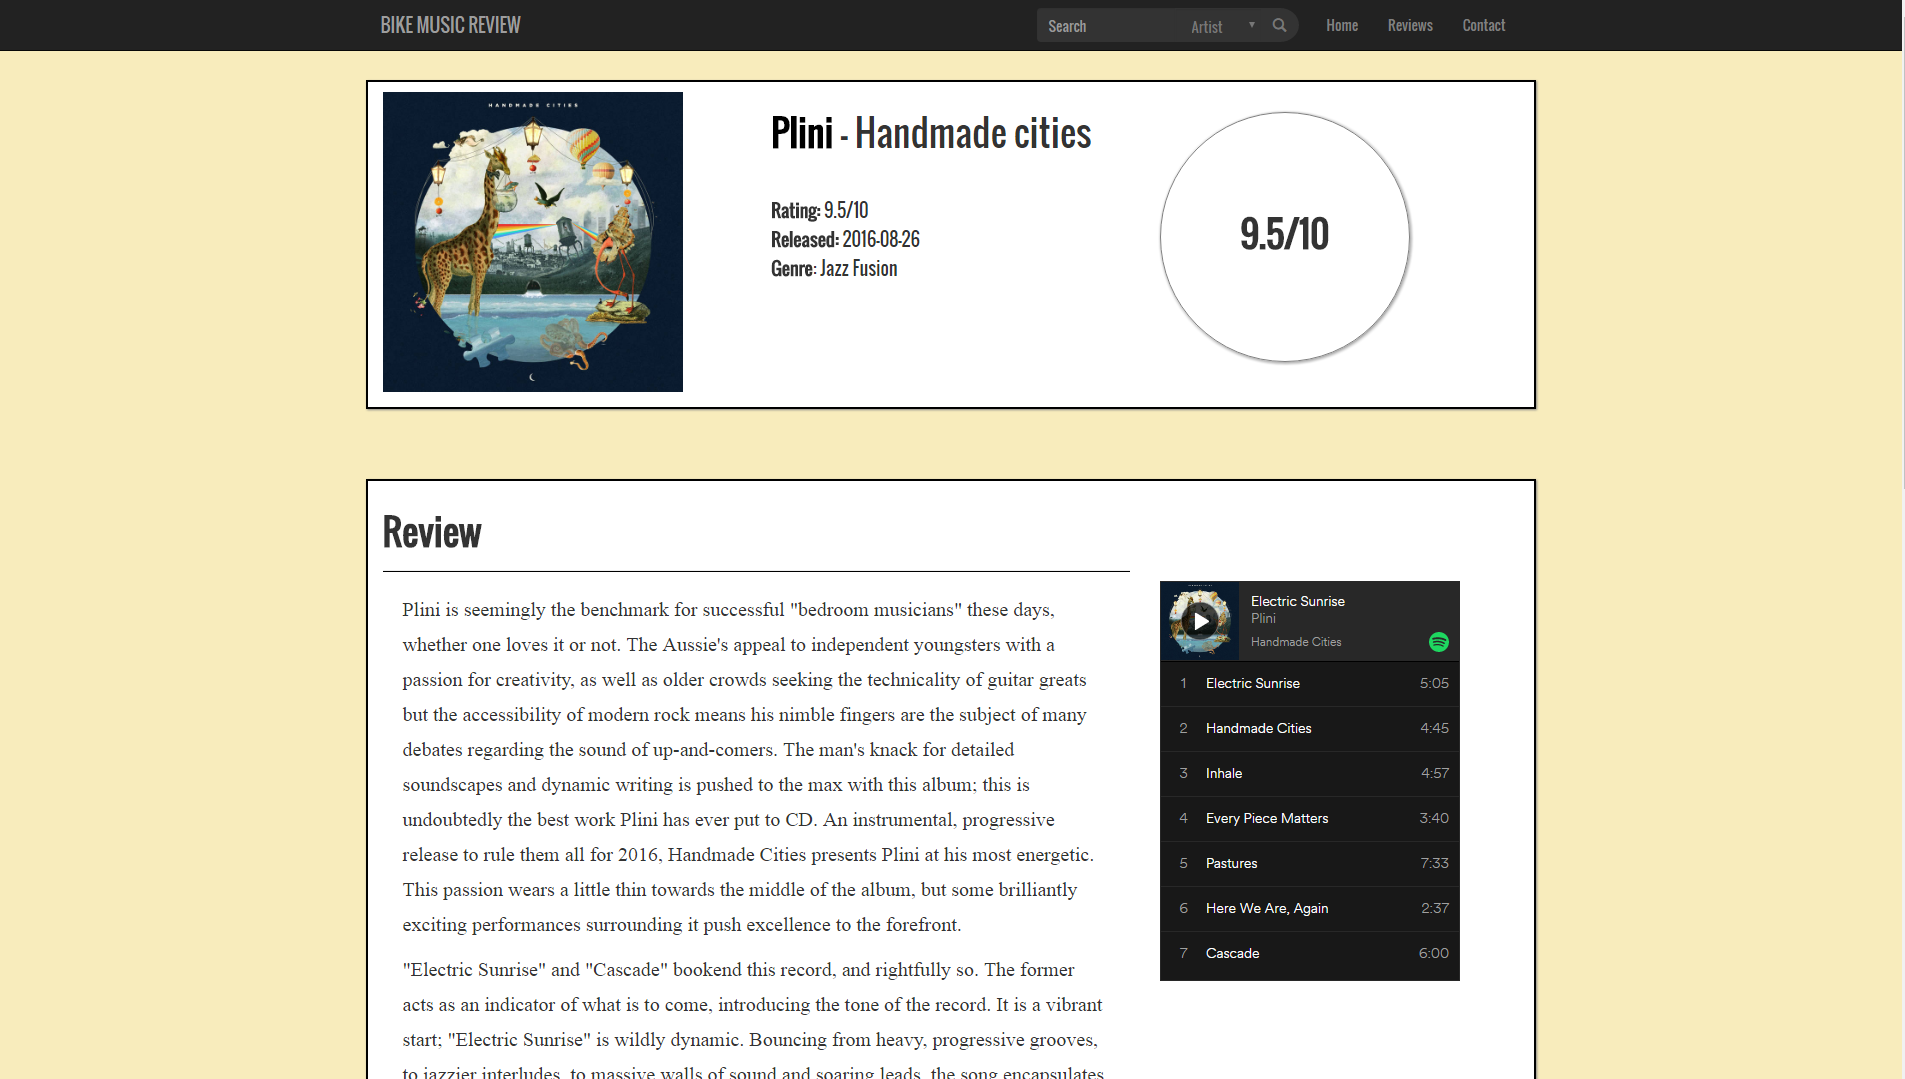 BIKE MUSIC REVIEW
Search
Artist
Home
Reviews
Contact
HANDMADE CITIES
Plini - Handmade cities
Rating: 9.5/10
Released: 2016-08-26
Genre: Jazz Fusion
9.5/10
Review
Plini is seemingly the benchmark for successful "bedroom musicians" these days,
whether one loves it or not. The Aussie's appeal to independent youngsters with a
passion for creativity, as well as older crowds seeking the technicality of guitar greats
but the accessibility of modern rock means his nimble fingers are the subject of many
debates regarding the sound of up-and-comers. The man's knack for detailed
soundscapes and dynamic writing is pushed to the max with this album; this is
undoubtedly the best work Plini has ever put to CD. An instrumental, progressive
release to rule them all for 2016, Handmade Cities presents Plini at his most energetic.
This passion wears a little thin towards the middle of the album, but some brilliantly
exciting performances surrounding it push excellence to the forefront.
"Electric Sunrise" and "Cascade" bookend this record, and rightfully so. The former
acts as an indicator of what is to come, introducing the tone of the record. It is a vibrant
start; "Electric Sunrise" is wildly dynamic. Bouncing from heavy, progressive grooves,
to jazzier interludes, to massive walls of sound and soaring leads, the song encapsulates
Electric Sunrise
Plini
Handmade Cities
1 Electric Sunrise 5:05
2 Handmade Cities 4:45
3 Inhale 4:57
4 Every Piece Matters 3:40
5 Pastures 7:33
6 Here We Are, Again 2:37
7 Cascade 6:00